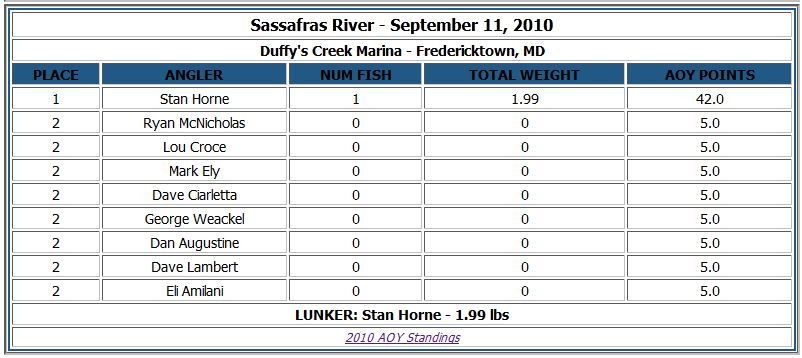 Sassafras River - September 11, 2010
Duffy's Creek Marina - Fredericktown, MD
PLACE ANGLER NUM FISH TOTAL WEIGHT AOY POINTS
1 Stan Horne 1 1.99 42.0
2 Ryan McNicholas 0 0 5.0
2 Lou Croce 0 0 5.0
2 Mark Ely 0 0 5.0
2 Dave Ciarletta 0 0 5.0
2 George Weackel 0 0 5.0
2 Dan Augustine 0 0 5.0
2 Dave Lambert 0 0 5.0
2 Eli Amilani 0 0 5.0
LUNKER: Stan Horne - 1.99 lbs
2010 AOY Standings